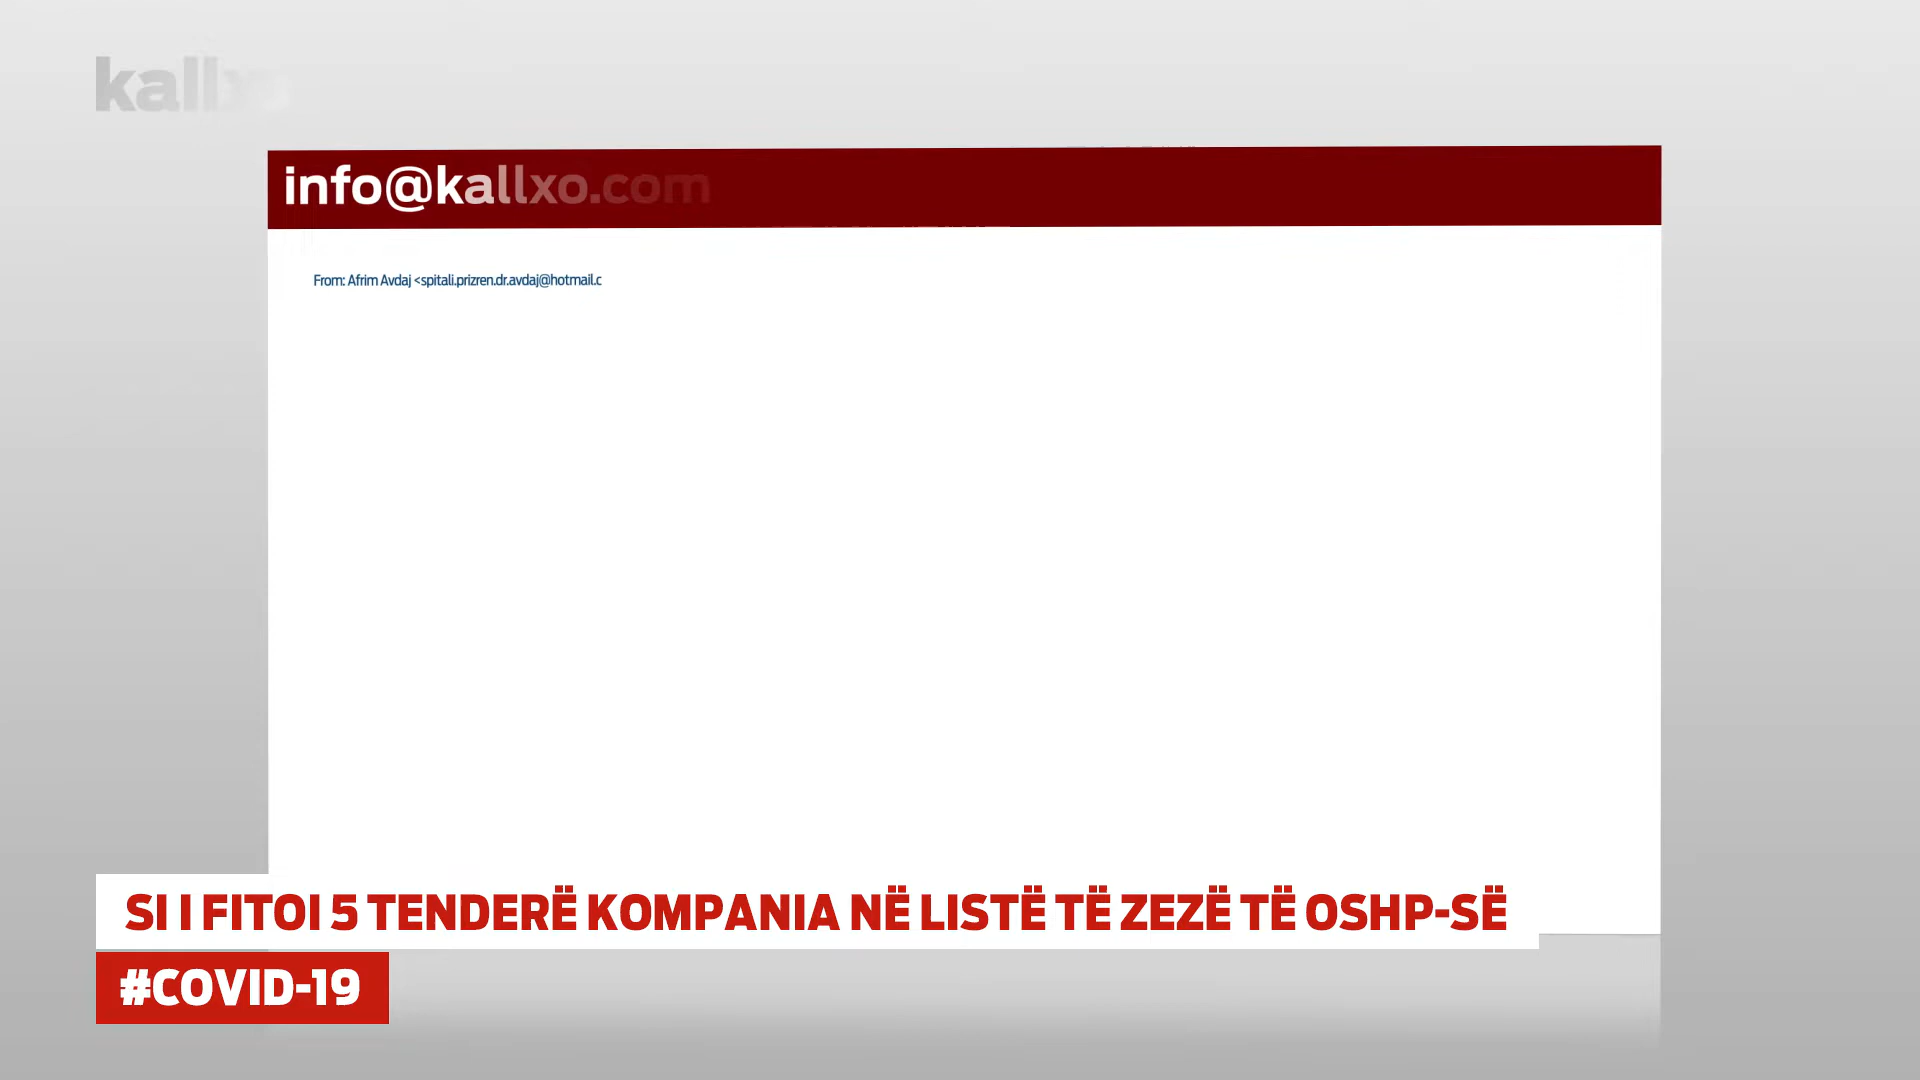 kallxo
info@kallxo.com
From: Afrim Avdaj <spitali.prizren.dr.avdaj@hotmail.c
SI I FITOI 5 TENDERË KOMPANIA NË LISTË TË ZEZË TË OSHP-SË
#COVID-19